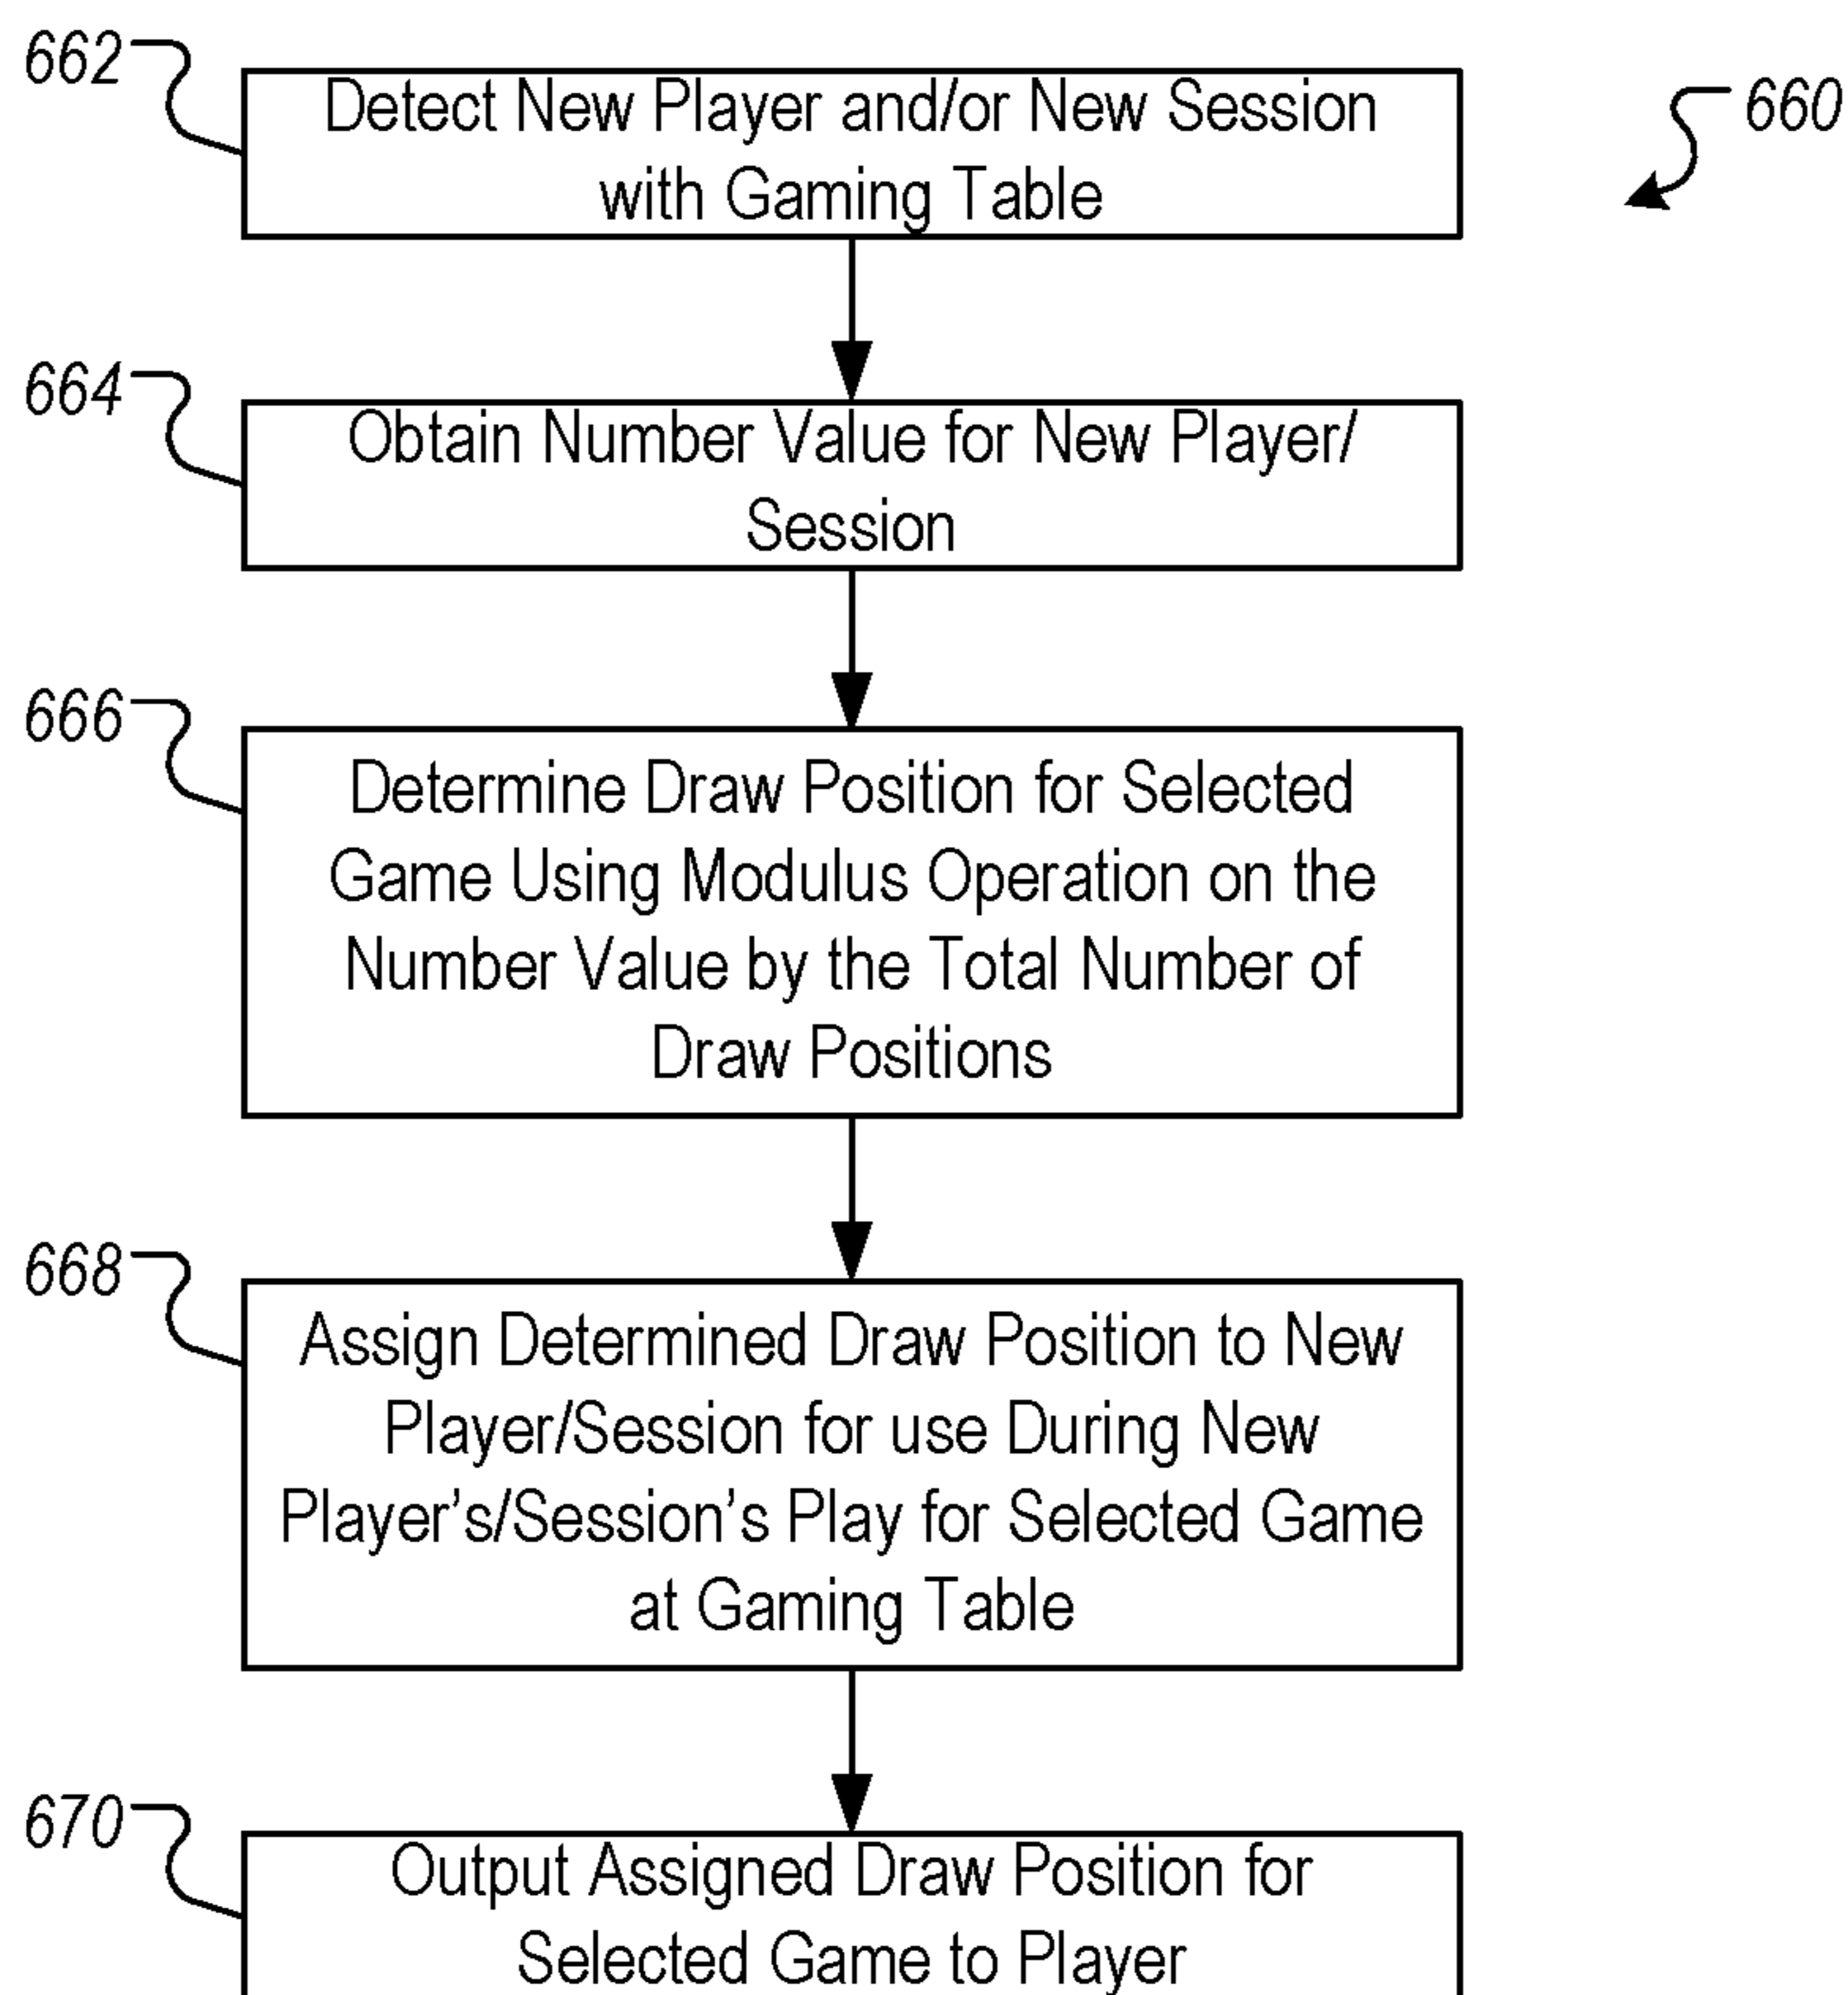 662
Detect New Player and/or New Session
with Gaming Table
660
664
Obtain Number Value for New Player/
Session
666
Determine Draw Position for Selected
Game Using Modulus Operation on the
Number Value by the Total Number of
Draw Positions
668
Assign Determined Draw Position to New
Player/Session for use During New
Player's/Session's Play for Selected Game
at Gaming Table
670
Output Assigned Draw Position for
Selected Game to Player